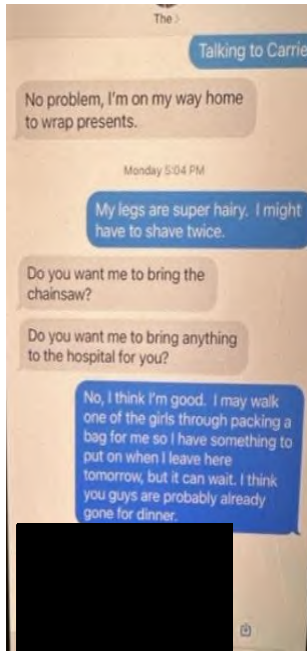 The >
Talking to Carrie
No problem, I'm on my way home
to wrap presents.
Monday 5:04 PM
My legs are super hairy.  I might
have to shave twice.
Do you want me to bring the
chainsaw?
Do you want me to bring anything
to the hospital for you?
No, I think I'm good.  I may walk
one of the girls through packing a
bag for me so I have something to
put on when I leave here
tomorrow, but it can wait. I think
you guys are probably already
gone for dinner.